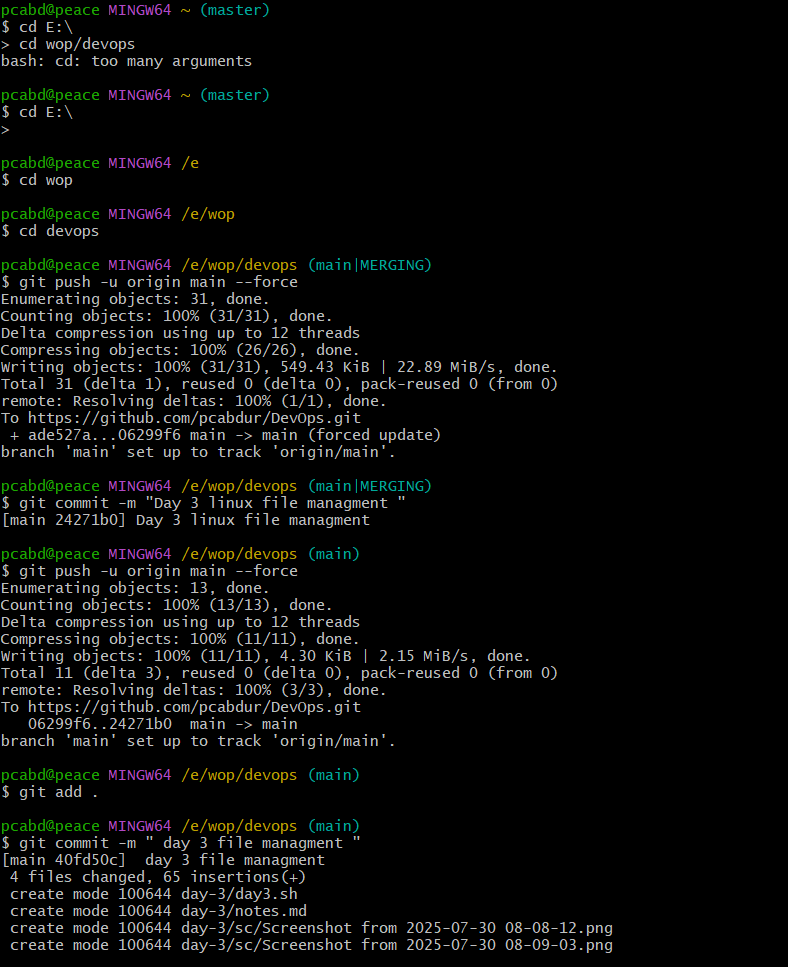 pcabd@peace MINGW64 ~ (master)
$ cd E:\
> cd wop/devops
bash: cd: too many arguments
pcabd@peace MINGW64 ~ (master)
$ cd E:\
>
pcabd@peace MINGW64 /e
$ cd wop
pcabd@peace MINGW64 /e/wop
$ cd devops
pcabd@peace MINGW64 /e/wop/devops (main|MERGING)
$ git push -u origin main --force
Enumerating objects: 31, done.
Counting objects: 100% (31/31), done.
Delta compression using up to 12 threads
Compressing objects: 100% (26/26), done.
Writing objects: 100% (31/31), 549.43 KiB | 22.89 MiB/s, done.
Total 31 (delta 1), reused 0 (delta 0), pack-reused 0 (from 0)
remote: Resolving deltas: 100% (1/1), done.
To https://github.com/pcabdur/DevOps.git
 + ade527a...06299f6 main -> main (forced update)
branch 'main' set up to track 'origin/main'.
pcabd@peace MINGW64 /e/wop/devops (main|MERGING)
$ git commit -m "Day 3 linux file managment "
[main 24271b0] Day 3 linux file managment
pcabd@peace MINGW64 /e/wop/devops (main)
$ git push -u origin main --force
Enumerating objects: 13, done.
Counting objects: 100% (13/13), done.
Delta compression using up to 12 threads
Compressing objects: 100% (11/11), done.
Writing objects: 100% (11/11), 4.30 KiB | 2.15 MiB/s, done.
Total 11 (delta 3), reused 0 (delta 0), pack-reused 0 (from 0)
remote: Resolving deltas: 100% (3/3), done.
To https://github.com/pcabdur/DevOps.git
   06299f6..24271b0  main -> main
branch 'main' set up to track 'origin/main'.
pcabd@peace MINGW64 /e/wop/devops (main)
$ git add .
pcabd@peace MINGW64 /e/wop/devops (main)
$ git commit -m " day 3 file managment "
[main 40fd50c]  day 3 file managment
 4 files changed, 65 insertions(+)
 create mode 100644 day-3/day3.sh
 create mode 100644 day-3/notes.md
 create mode 100644 day-3/sc/Screenshot from 2025-07-30 08-08-12.png
 create mode 100644 day-3/sc/Screenshot from 2025-07-30 08-09-03.png